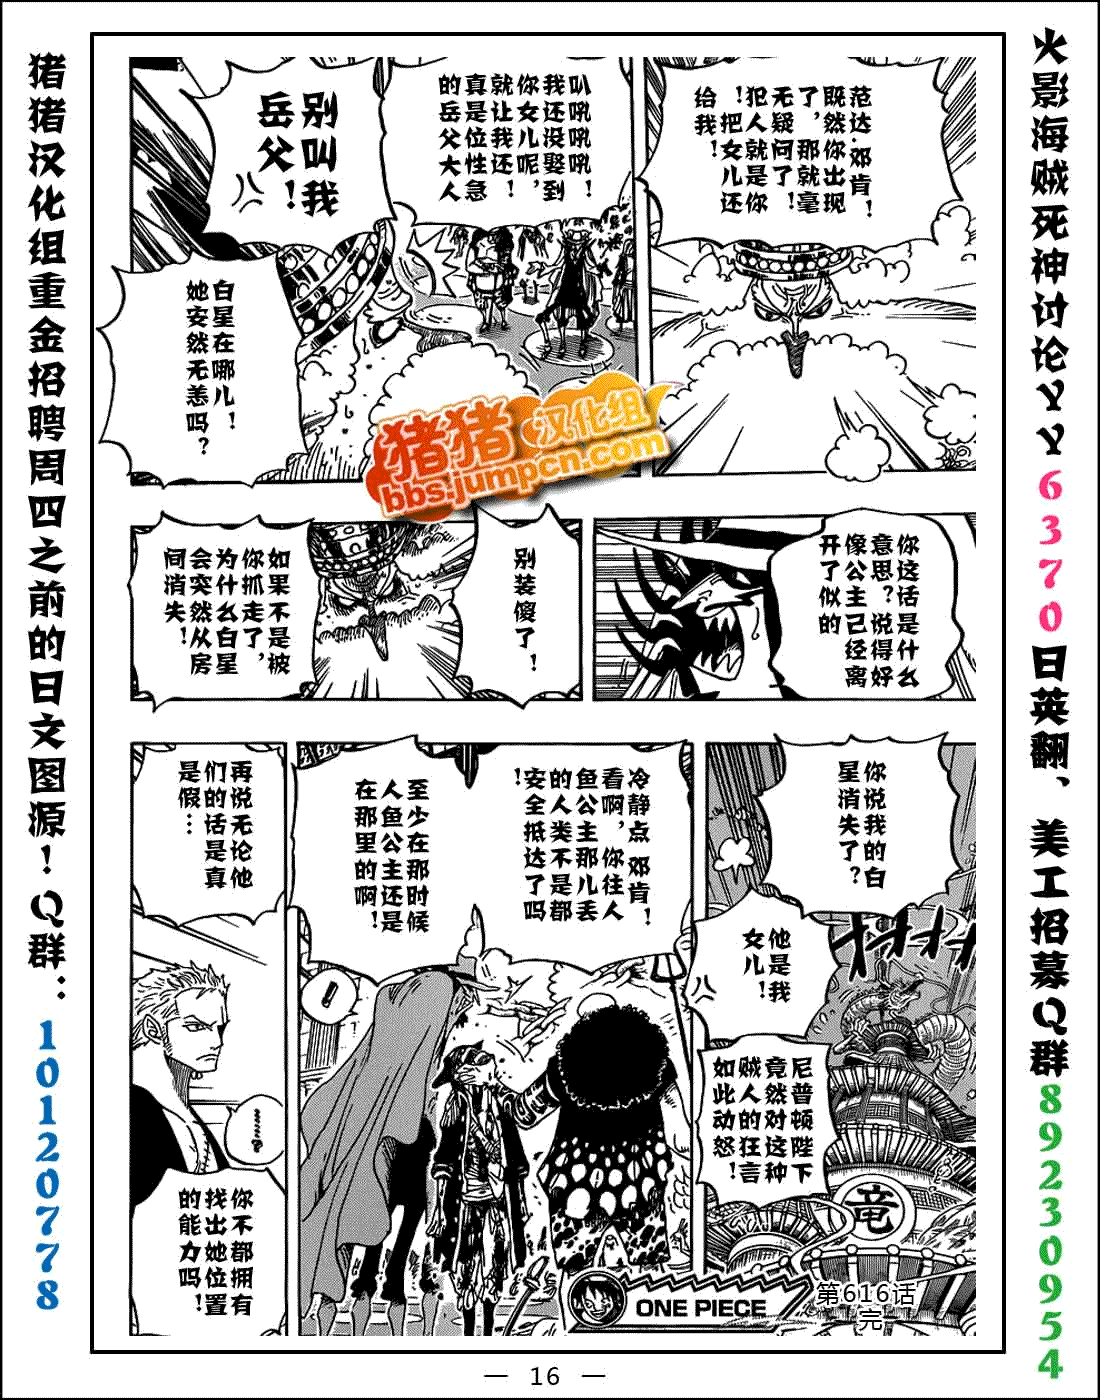 猪猪汉化组重金招聘周四之前的日文图源！Q群：101207788
火影海贼死神讨论YY6370日英翻、美工招募Q群892309544
范达·邓肯！
既然你出现
了，那就毫
无疑问了！
犯人就是你
！把女儿还
给我！
叭吼吼吼！
我还没娶到
你女儿呢，
就让我还！
真是位性急
的岳父大人
别叫我
岳父！
白星在哪儿！
她安然无恙吗？
猪猪汉化组
bbs.jumpcn.com
你这话是什么
意思？说得好
像公主已经离
开了似的
别装傻了！
如果不是被
你抓走了，
为什么白星
会突然从房
间消失！
你说我的白
星消失了？
他是我
女儿！
尼普顿陛下
竟然对这种
贼人的狂言
如此动怒！
冷静点 邓肯！
看啊，你往人
鱼公主那儿丢
的人类不是都
安全抵达了吗
！
至少在那时候
人鱼公主还是
在那里的啊！
！
再说无论他
们的话是真
是假…
………
你不都拥有
找出她位置
的能力吗！
竜
ONE PIECE
第616话
完
— 16 —